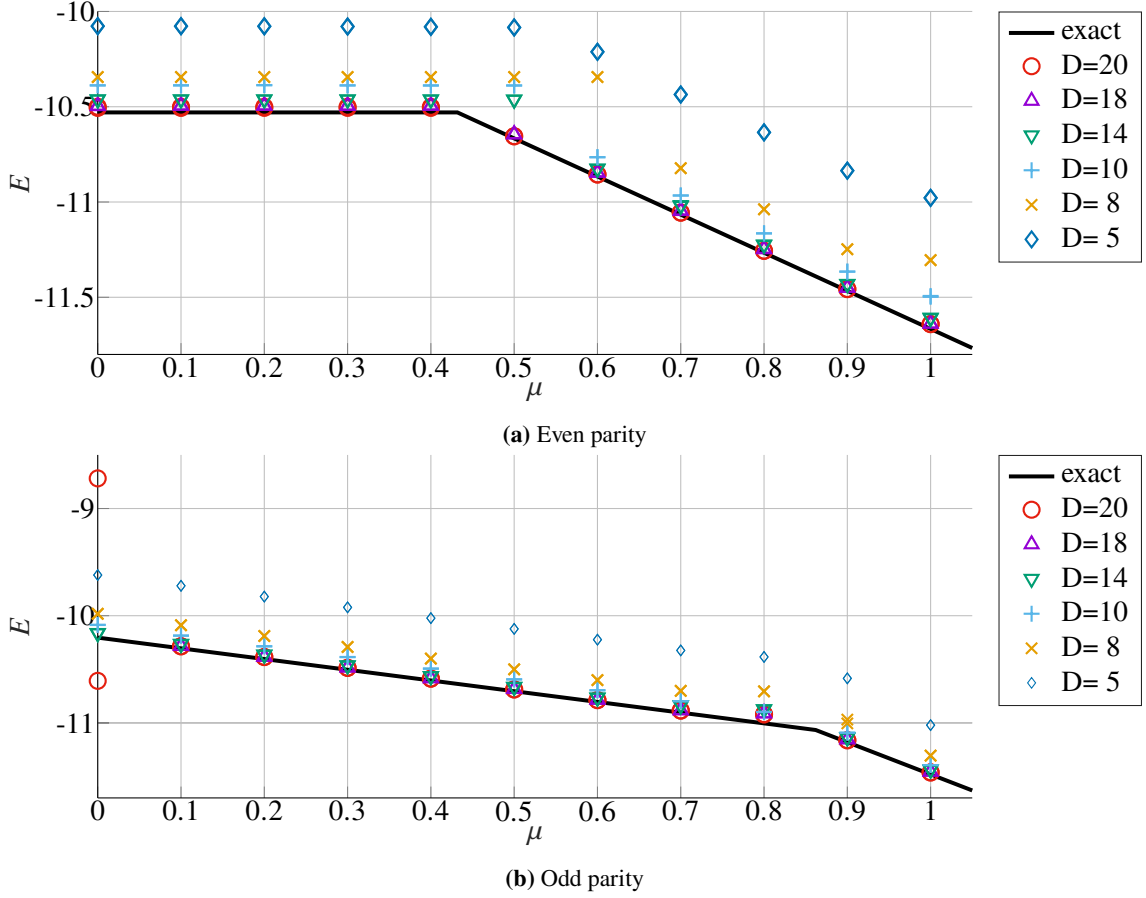 -10
-10.5
-11
-11.5
E
0
0.1
0.2
0.3
0.4
0.5
0.6
0.7
0.8
0.9
1
μ
exact
D=20
D=18
D=14
D=10
D= 8
D= 5
(a) Even parity
-9
-10
-11
E
0
0.1
0.2
0.3
0.4
0.5
0.6
0.7
0.8
0.9
1
μ
exact
D=20
D=18
D=14
D=10
D= 8
D= 5
(b) Odd parity